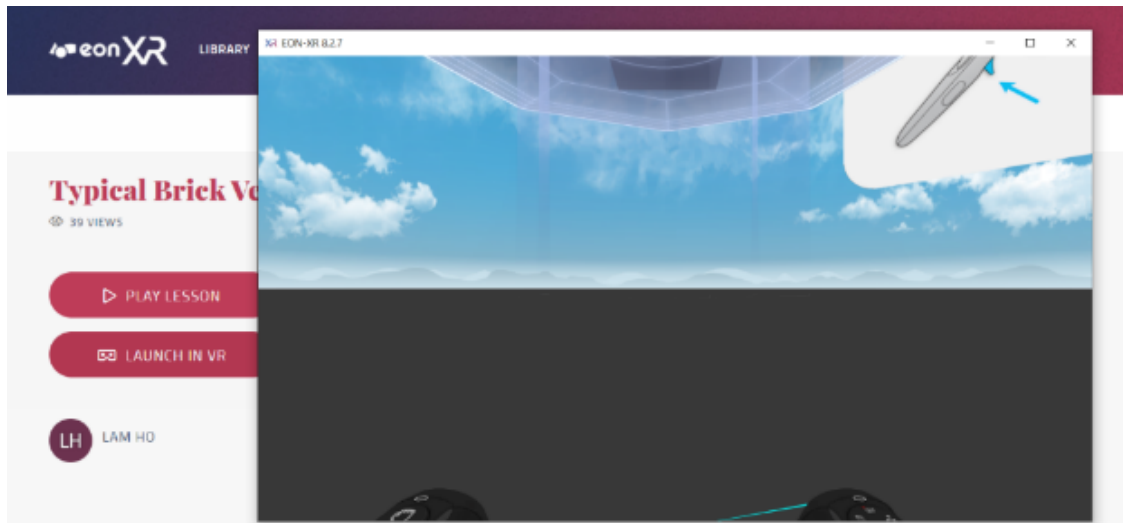 eonXR LIBRARY
XR EON-XR 8.2.7
Typical Brick Ve
39 VIEWS
PLAY LESSON
LAUNCH IN VR
LH LAM HO